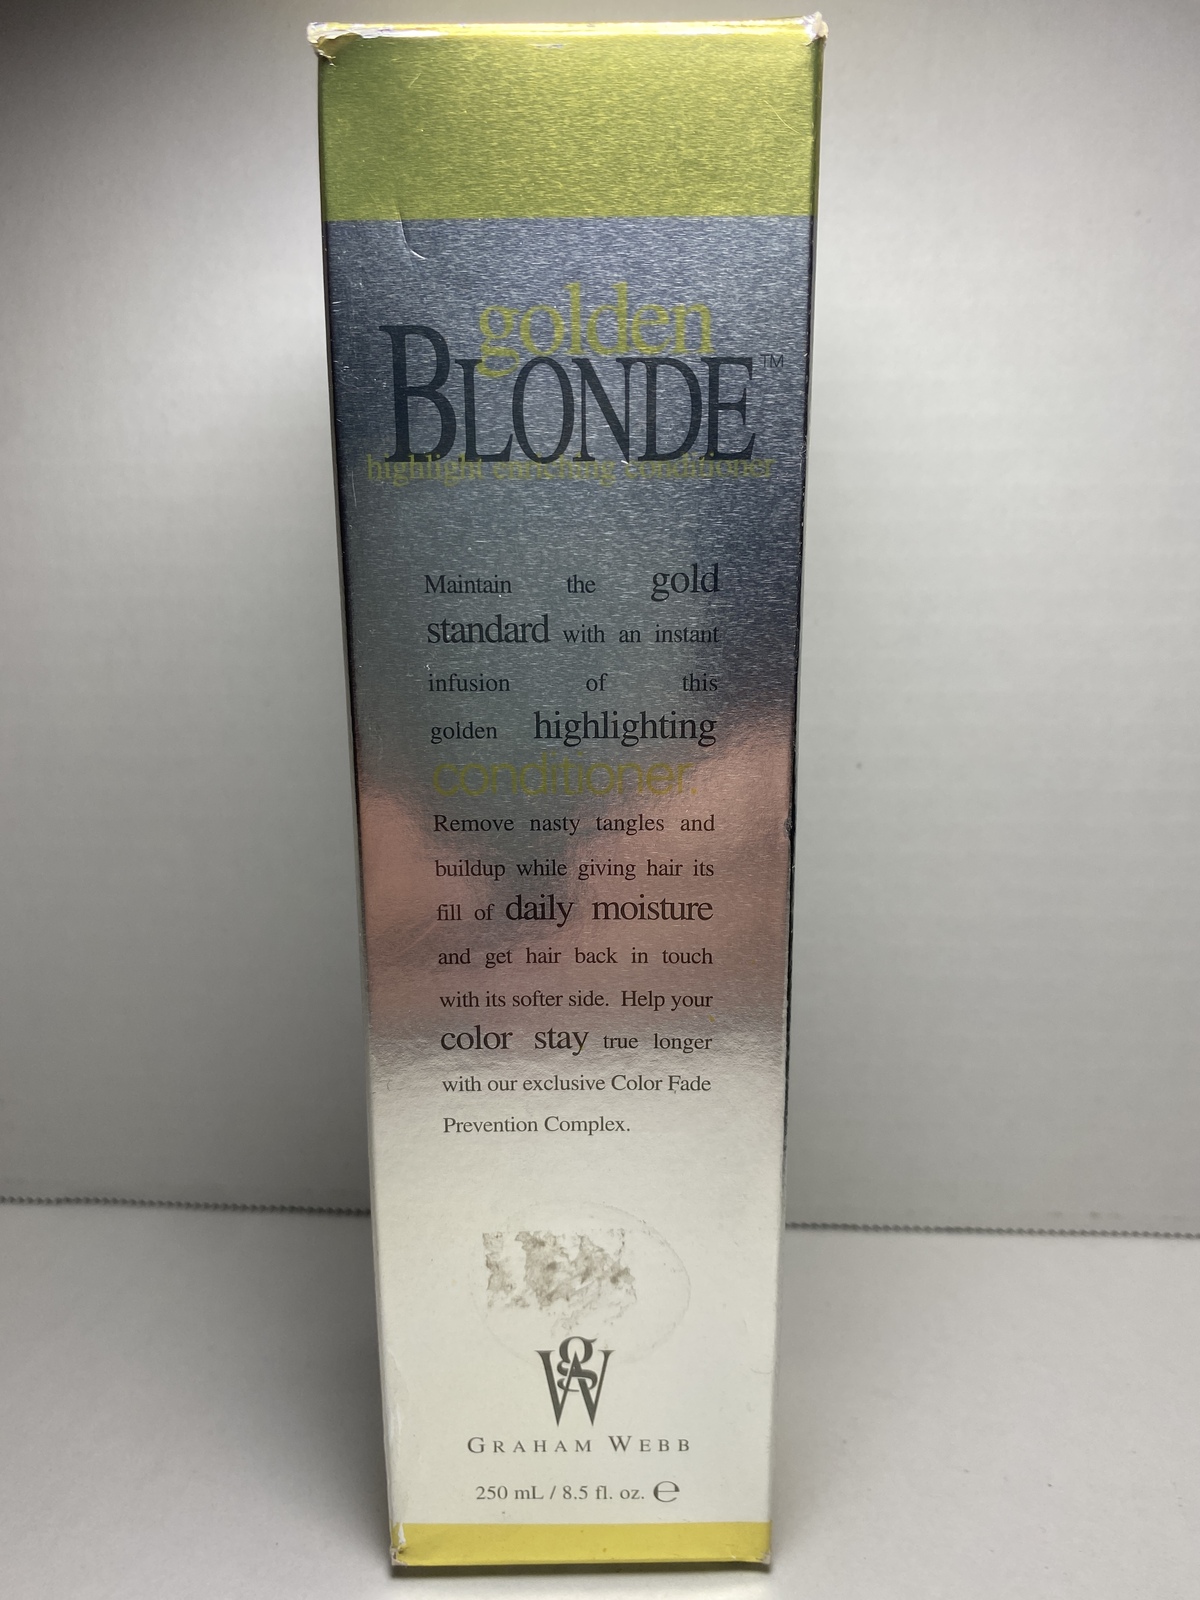 golden
BLONDE™
highlight enriching conditioner
Maintain the gold
standard with an instant
infusion of this
golden highlighting
conditioner.
Remove nasty tangles and
buildup while giving hair its
fill of daily moisture
and get hair back in touch
with its softer side. Help your
color stay true longer
with our exclusive Color Fade
Prevention Complex.
gW
GRAHAM WEBB
250 mL / 8.5 fl. oz. ℮